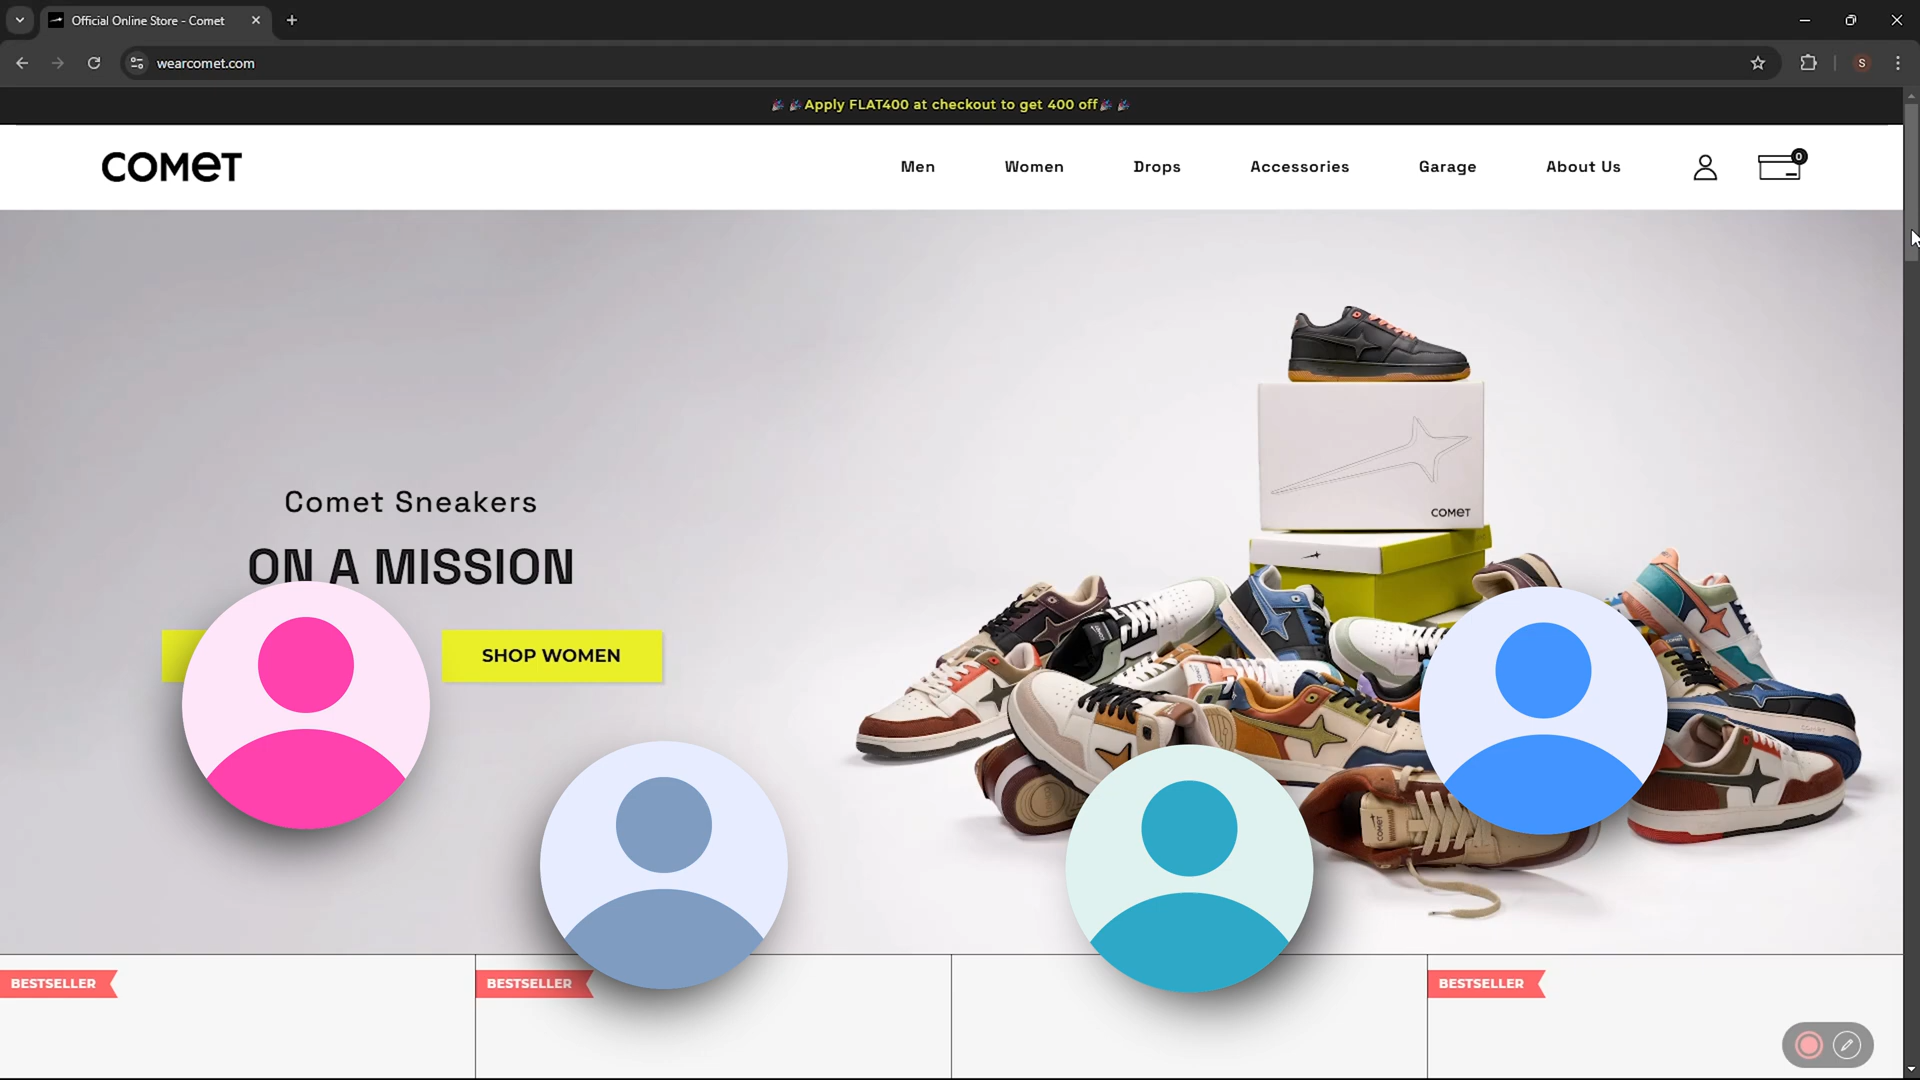 Official Online Store - Comet
wearcomet.com
S
Apply FLAT400 at checkout to get 400 off
COMET
Men
Women
Drops
Accessories
Garage
About Us
0
Comet Sneakers
ON A MISSION
SHOP WOMEN
COMET
BESTSELLER
BESTSELLER
BESTSELLER